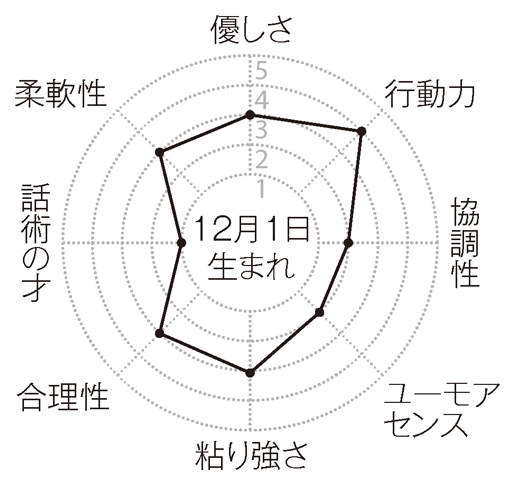 優しさ
行動力
協調性
ユーモア
センス
粘り強さ
合理性
話術の才
柔軟性
5
4
3
2
1
12月1日
生まれ